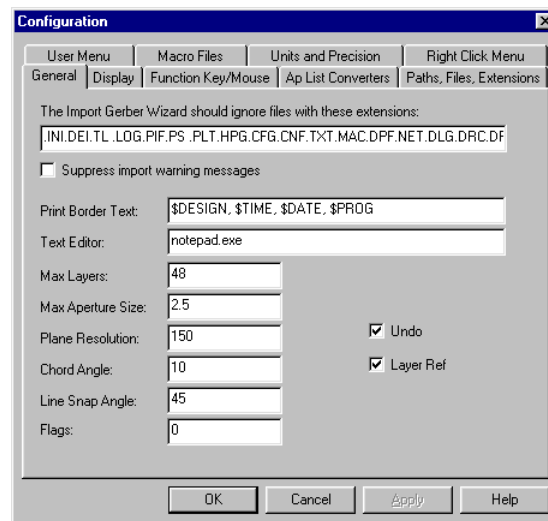 Configuration
User Menu Macro Files Units and Precision Right Click Menu
General Display Function Key/Mouse Ap List Converters Paths, Files, Extensions
The Import Gerber Wizard should ignore files with these extensions:
.INI.DEI.TL .LOG.PIF.PS .PLT.HPG.CFG.CNF.TXT.MAC.DPF.NET.DLG.DRC.DF
Suppress import warning messages
Print Border Text: $DESIGN, $TIME, $DATE, $PROG
Text Editor: notepad.exe
Max Layers: 48
Max Aperture Size: 2.5
Plane Resolution: 150 Undo
Chord Angle: 10 Layer Ref
Line Snap Angle: 45
Flags: 0
OK Cancel Apply Help